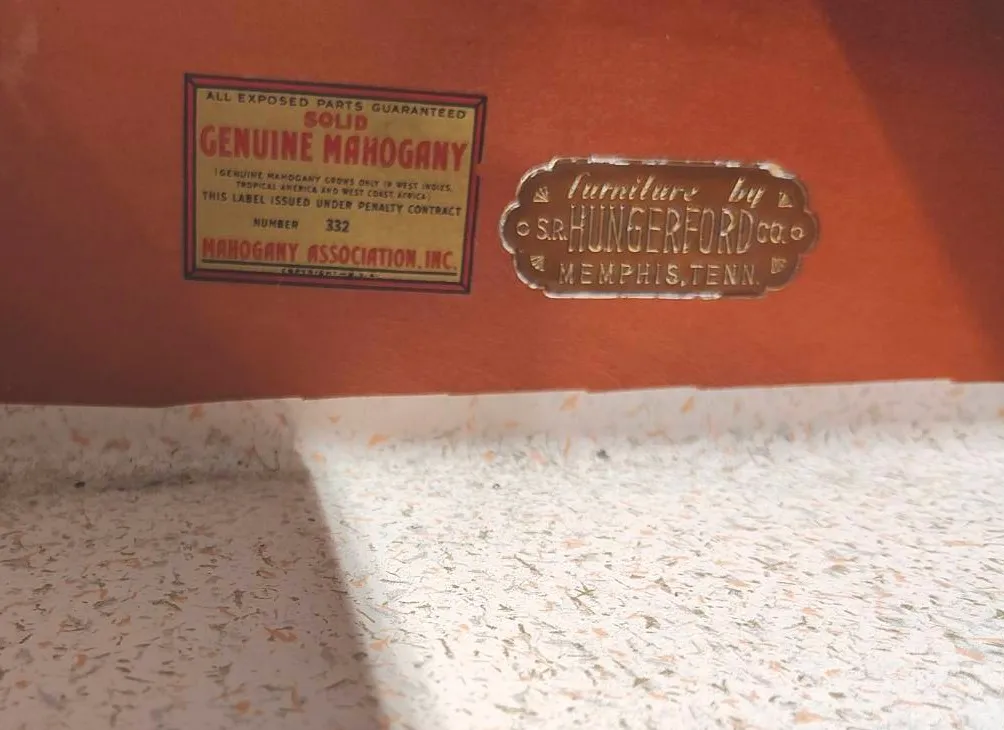 ALL EXPOSED PARTS GUARANTEED
SOLID
GENUINE MAHOGANY
(GENUINE MAHOGANY GROWS ONLY IN WEST INDIES,
TROPICAL AMERICA AND WEST COAST AFRICA)
THIS LABEL ISSUED UNDER PENALTY CONTRACT
NUMBER 332
MAHOGANY ASSOCIATION, INC.
COPYRIGHT
Furniture by
S.R. HUNGERFORD CO.
MEMPHIS, TENN.